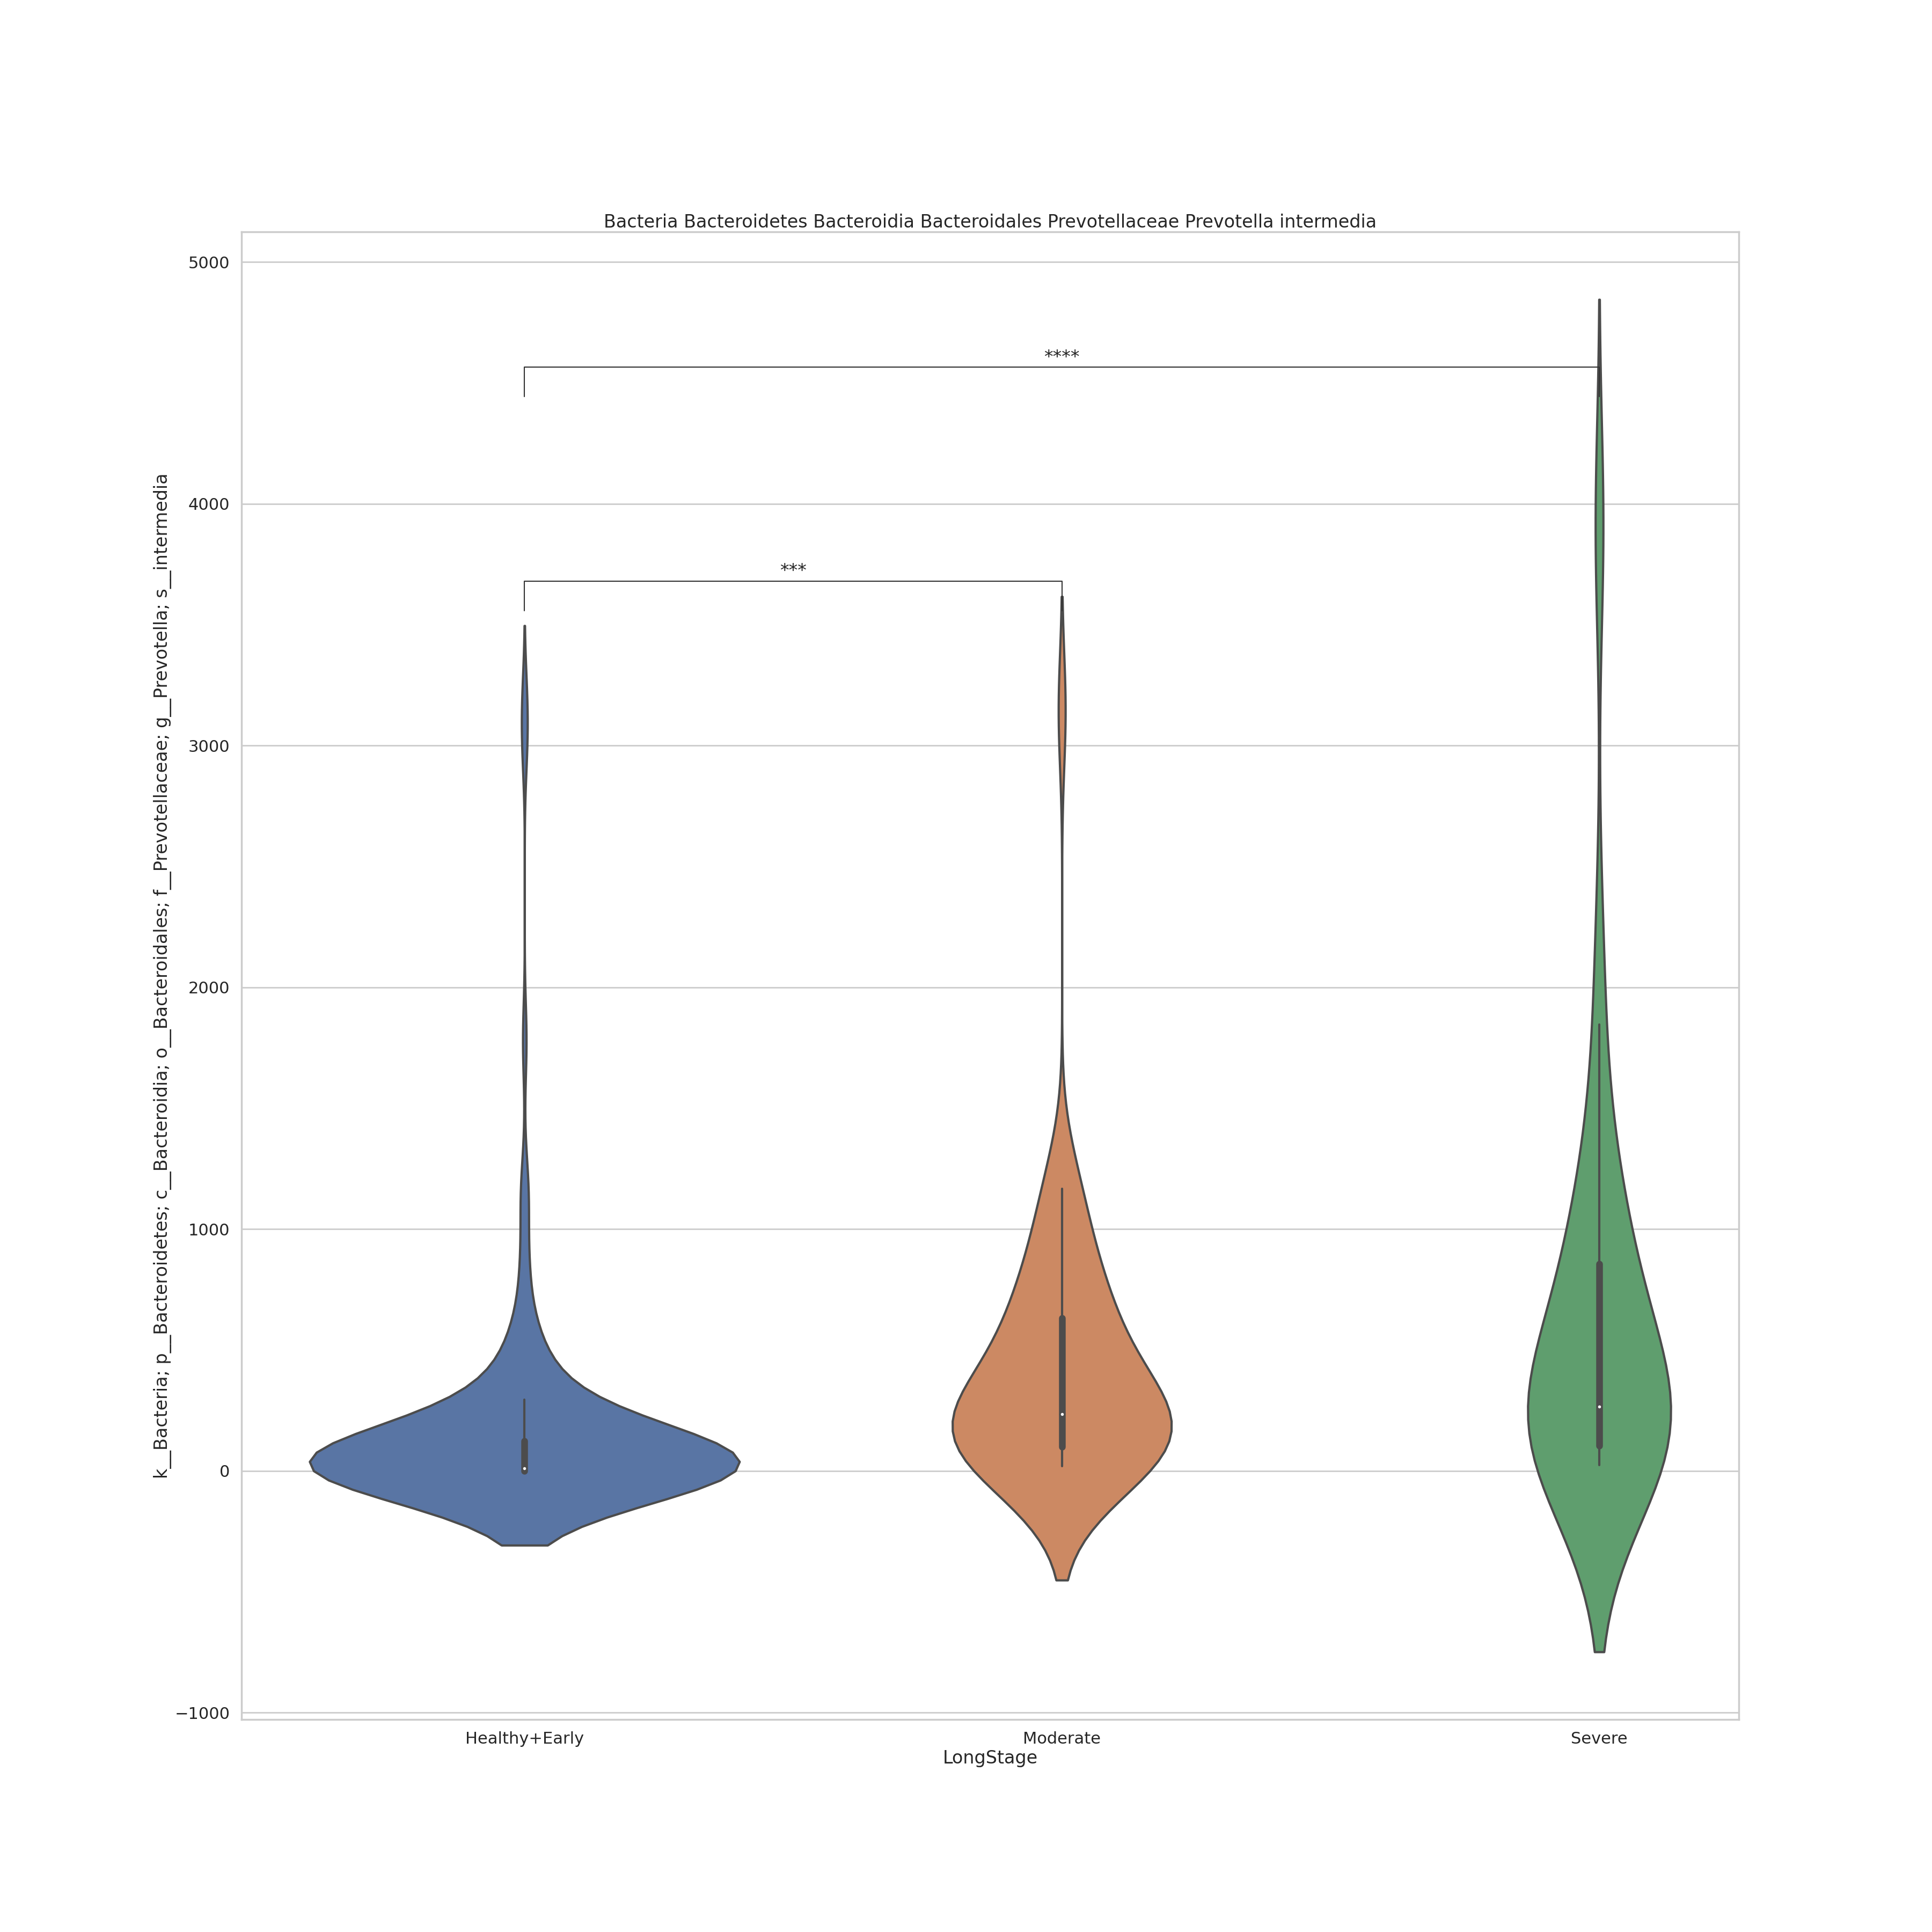 Bacteria Bacteroidetes Bacteroidia Bacteroidales Prevotellaceae Prevotella intermedia
k__Bacteria; p__Bacteroidetes; c__Bacteroidia; o__Bacteroidales; f__Prevotellaceae; g__Prevotella; s__intermedia
5000
4000
3000
2000
1000
0
−1000
****
***
Healthy+Early
Moderate
Severe
LongStage